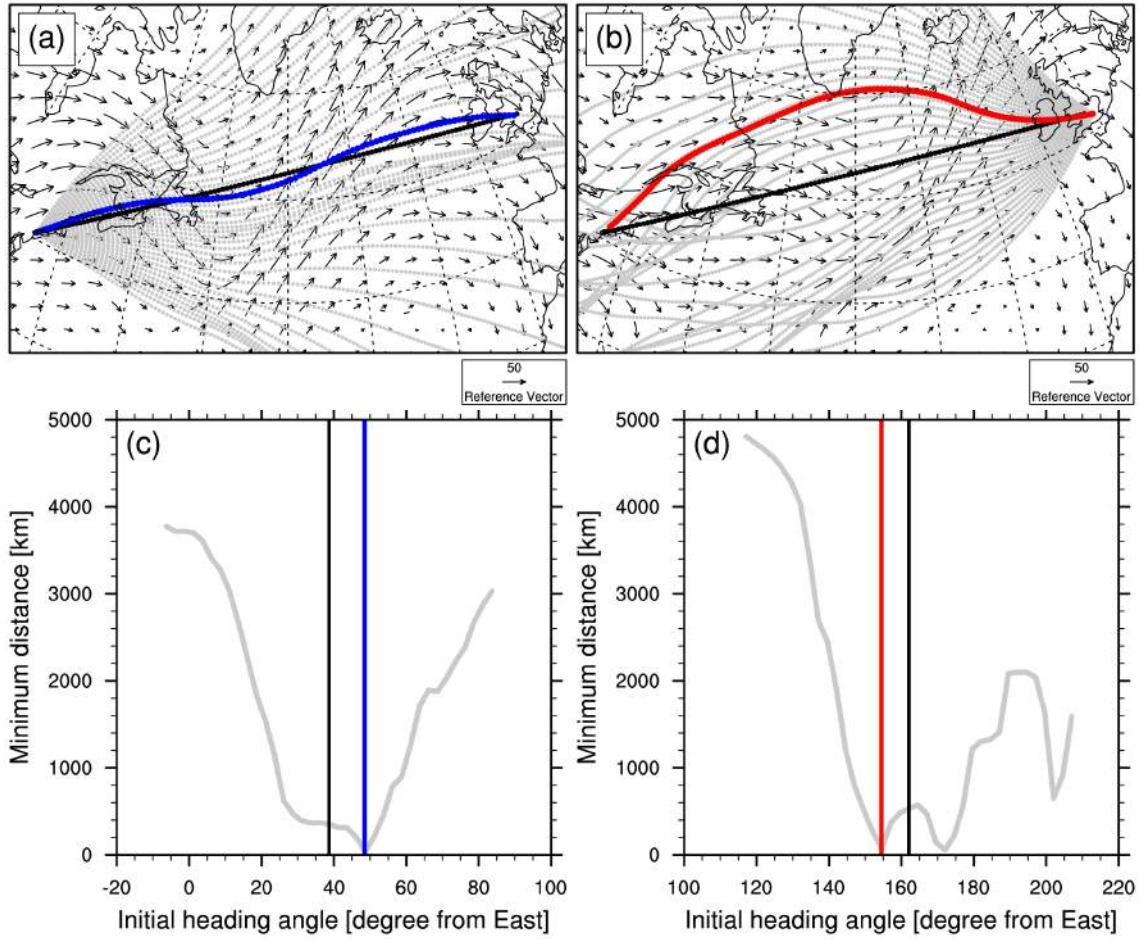 (a)
(b)
50
Reference Vector
50
Reference Vector
(c)
5000
4000
3000
2000
1000
0
Minimum distance [km]
-20 0 20 40 60 80 100
Initial heading angle [degree from East]
(d)
5000
4000
3000
2000
1000
0
Minimum distance [km]
100 120 140 160 180 200 220
Initial heading angle [degree from East]